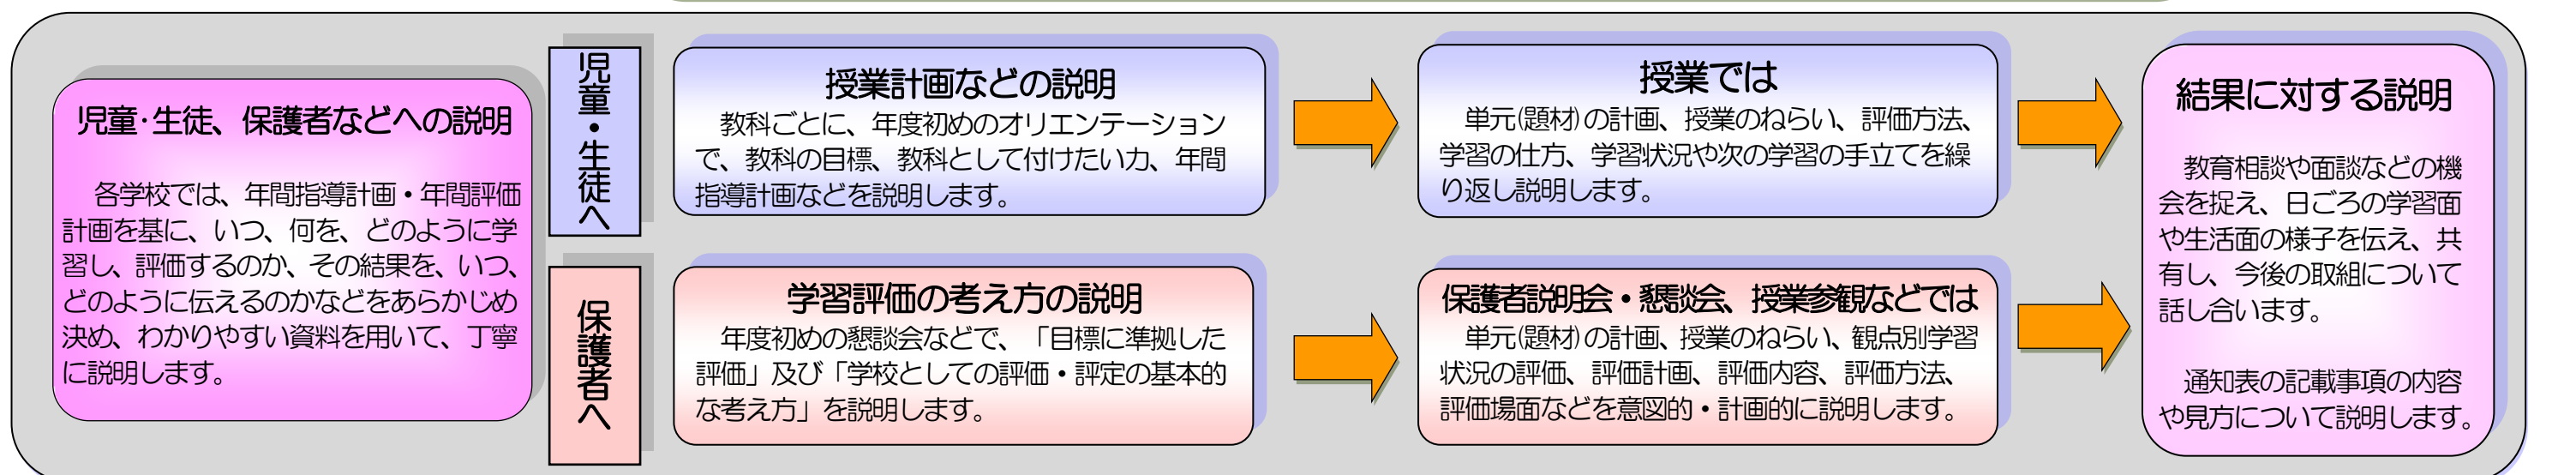 児童・生徒、保護者などへの説明
各学校では、年間指導計画・年間評価
計画を基に、いつ、何を、どのように学
習し、評価するのか、その結果を、いつ、
どのように伝えるのかなどをあらかじめ
決め、わかりやすい資料を用いて、丁寧
に説明します。
児童・生徒へ
授業計画などの説明
教科ごとに、年度初めのオリエンテーション
で、教科の目標、教科として付けたい力、年間
指導計画などを説明します。
授業では
単元(題材)の計画、授業のねらい、評価方法、
学習の仕方、学習状況や次の学習の手立てを繰
り返し説明します。
保護者へ
学習評価の考え方の説明
年度初めの懇談会などで、「目標に準拠した
評価」及び「学校としての評価・評定の基本的
な考え方」を説明します。
保護者説明会・懇談会、授業参観などでは
単元(題材)の計画、授業のねらい、観点別学習
状況の評価、評価計画、評価内容、評価方法、
評価場面などを意図的・計画的に説明します。
結果に対する説明
教育相談や面談などの機
会を捉え、日ごろの学習面
や生活面の様子を伝え、共
有し、今後の取組について
話し合います。
通知表の記載事項の内容
や見方について説明します。